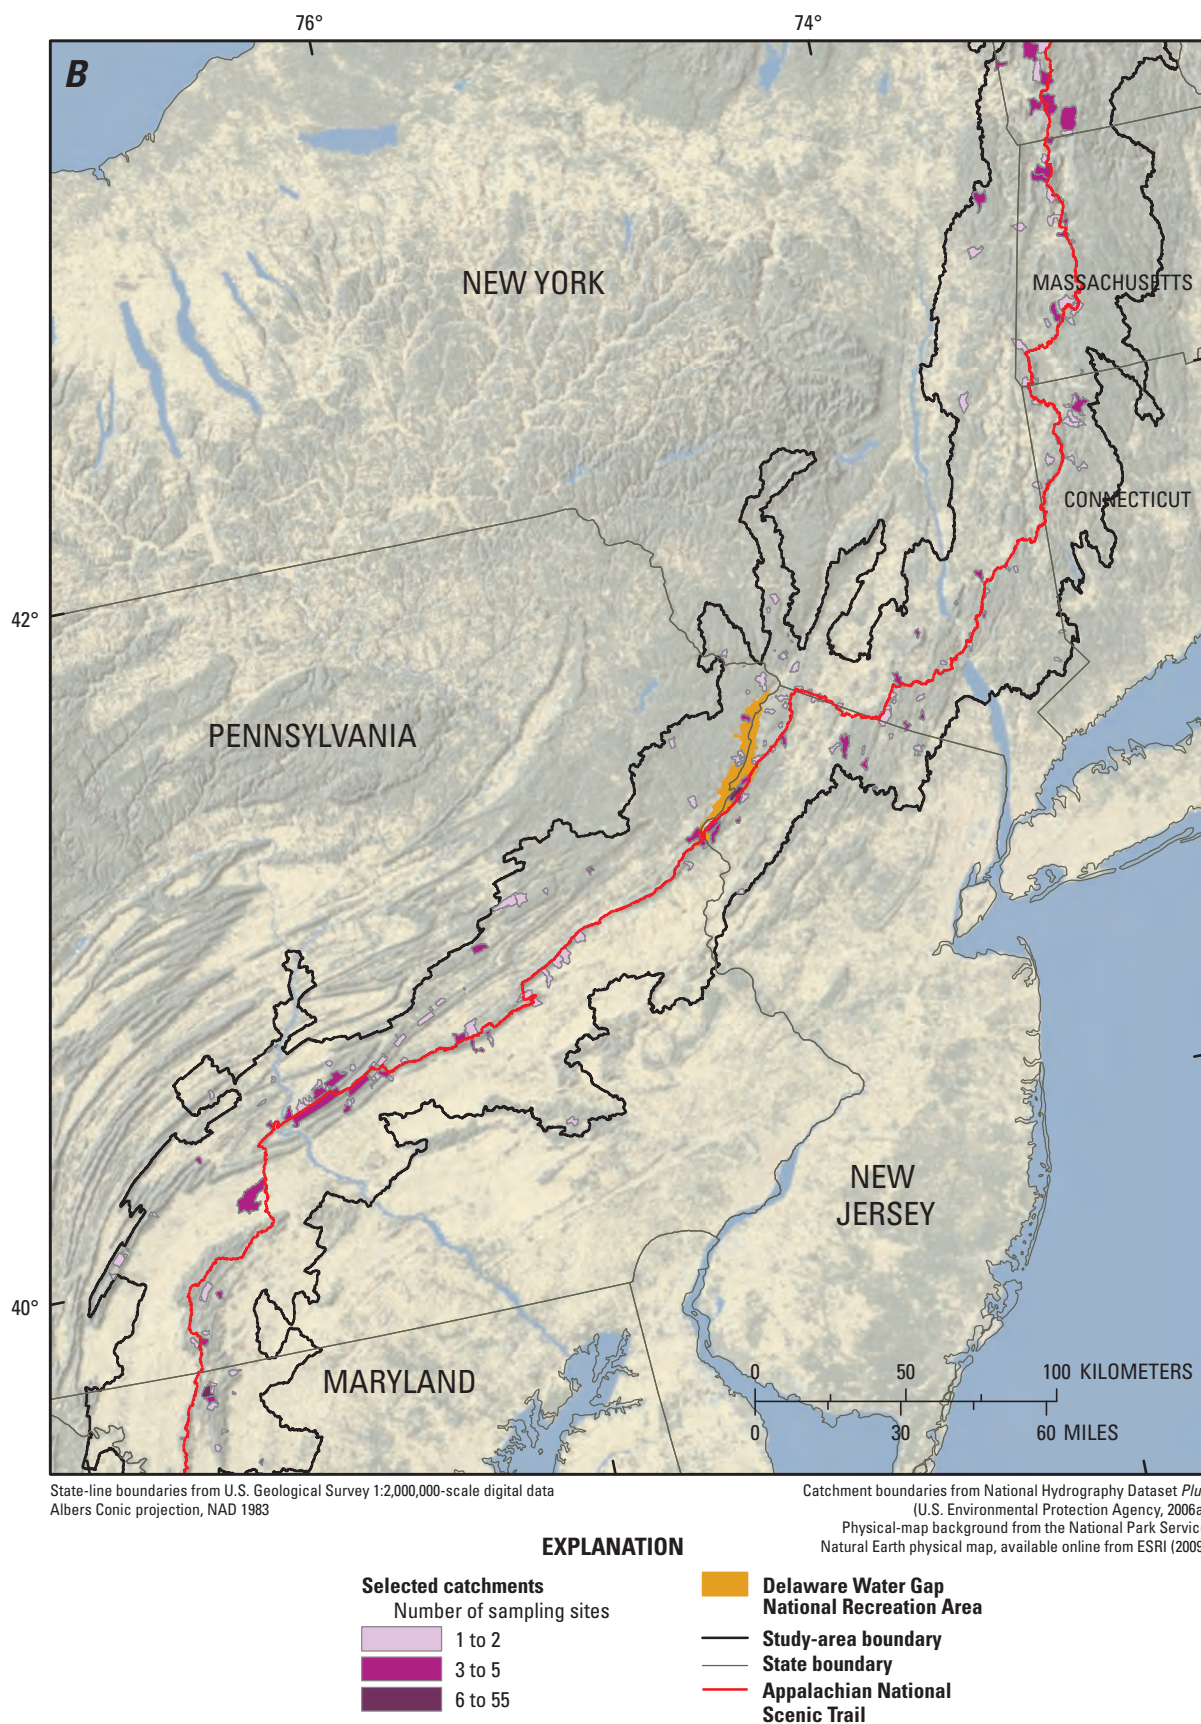 76°
74°
B
NEW YORK
MASSACHUSETTS
CONNECTICUT
42°
PENNSYLVANIA
NEW
JERSEY
40°
MARYLAND
0 50 100 KILOMETERS
0 30 60 MILES
State-line boundaries from U.S. Geological Survey 1:2,000,000-scale digital data
Albers Conic projection, NAD 1983
Catchment boundaries from National Hydrography Dataset Plu
(U.S. Environmental Protection Agency, 2006a
Physical-map background from the National Park Servic
Natural Earth physical map, available online from ESRI (2009
EXPLANATION
Selected catchments
Number of sampling sites
1 to 2
3 to 5
6 to 55
Delaware Water Gap
National Recreation Area
Study-area boundary
State boundary
Appalachian National
Scenic Trail